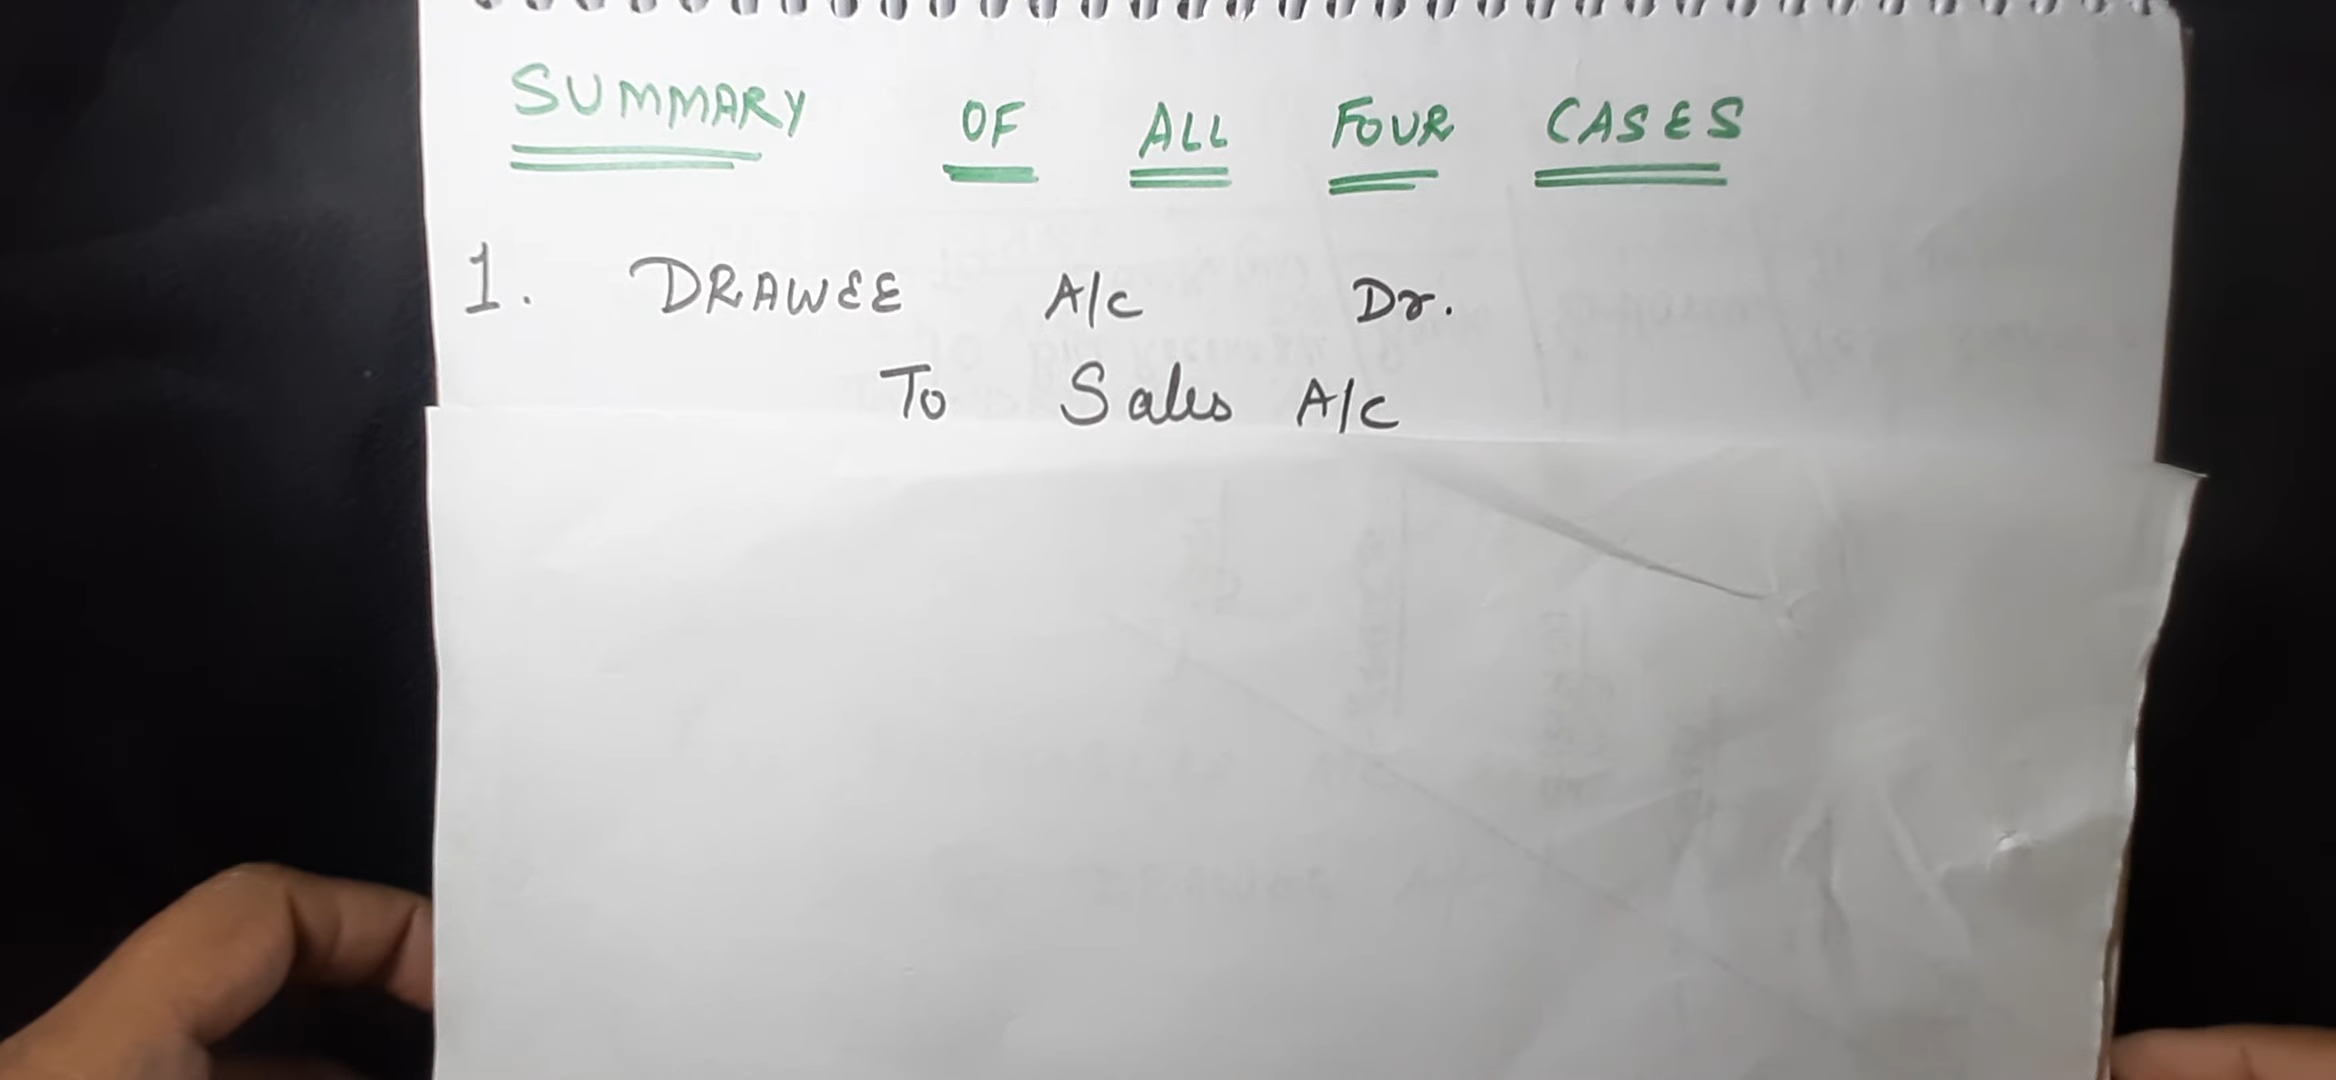 SUMMARY OF ALL FOUR CASES
1. DRAWEE A/c Dr.
To Sales A/c